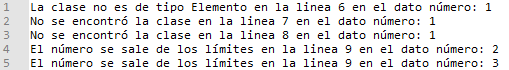 1 La clase no es de tipo Elemento en la linea 6 en el dato número: 1
2 No se encontró la clase en la linea 7 en el dato número: 1
3 No se encontró la clase en la linea 8 en el dato número: 1
4 El número se sale de los límites en la linea 9 en el dato número: 2
5 El número se sale de los límites en la linea 9 en el dato número: 3